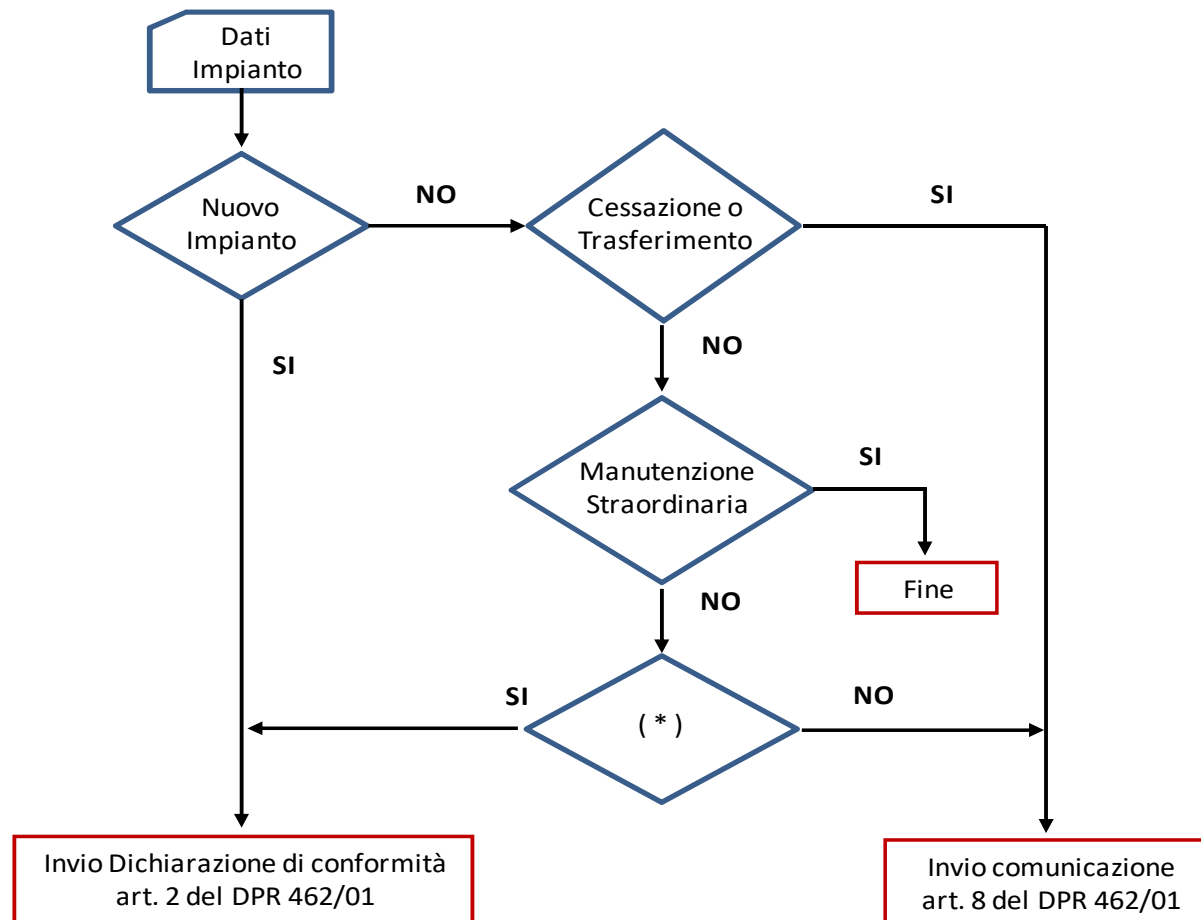 Dati
Impianto
Nuovo
Impianto
NO
Cessazione o
Trasferimento
SI
SI
NO
Manutenzione
Straordinaria
SI
Fine
NO
SI
( * )
NO
Invio Dichiarazione di conformità
art. 2 del DPR 462/01
Invio comunicazione
art. 8 del DPR 462/01